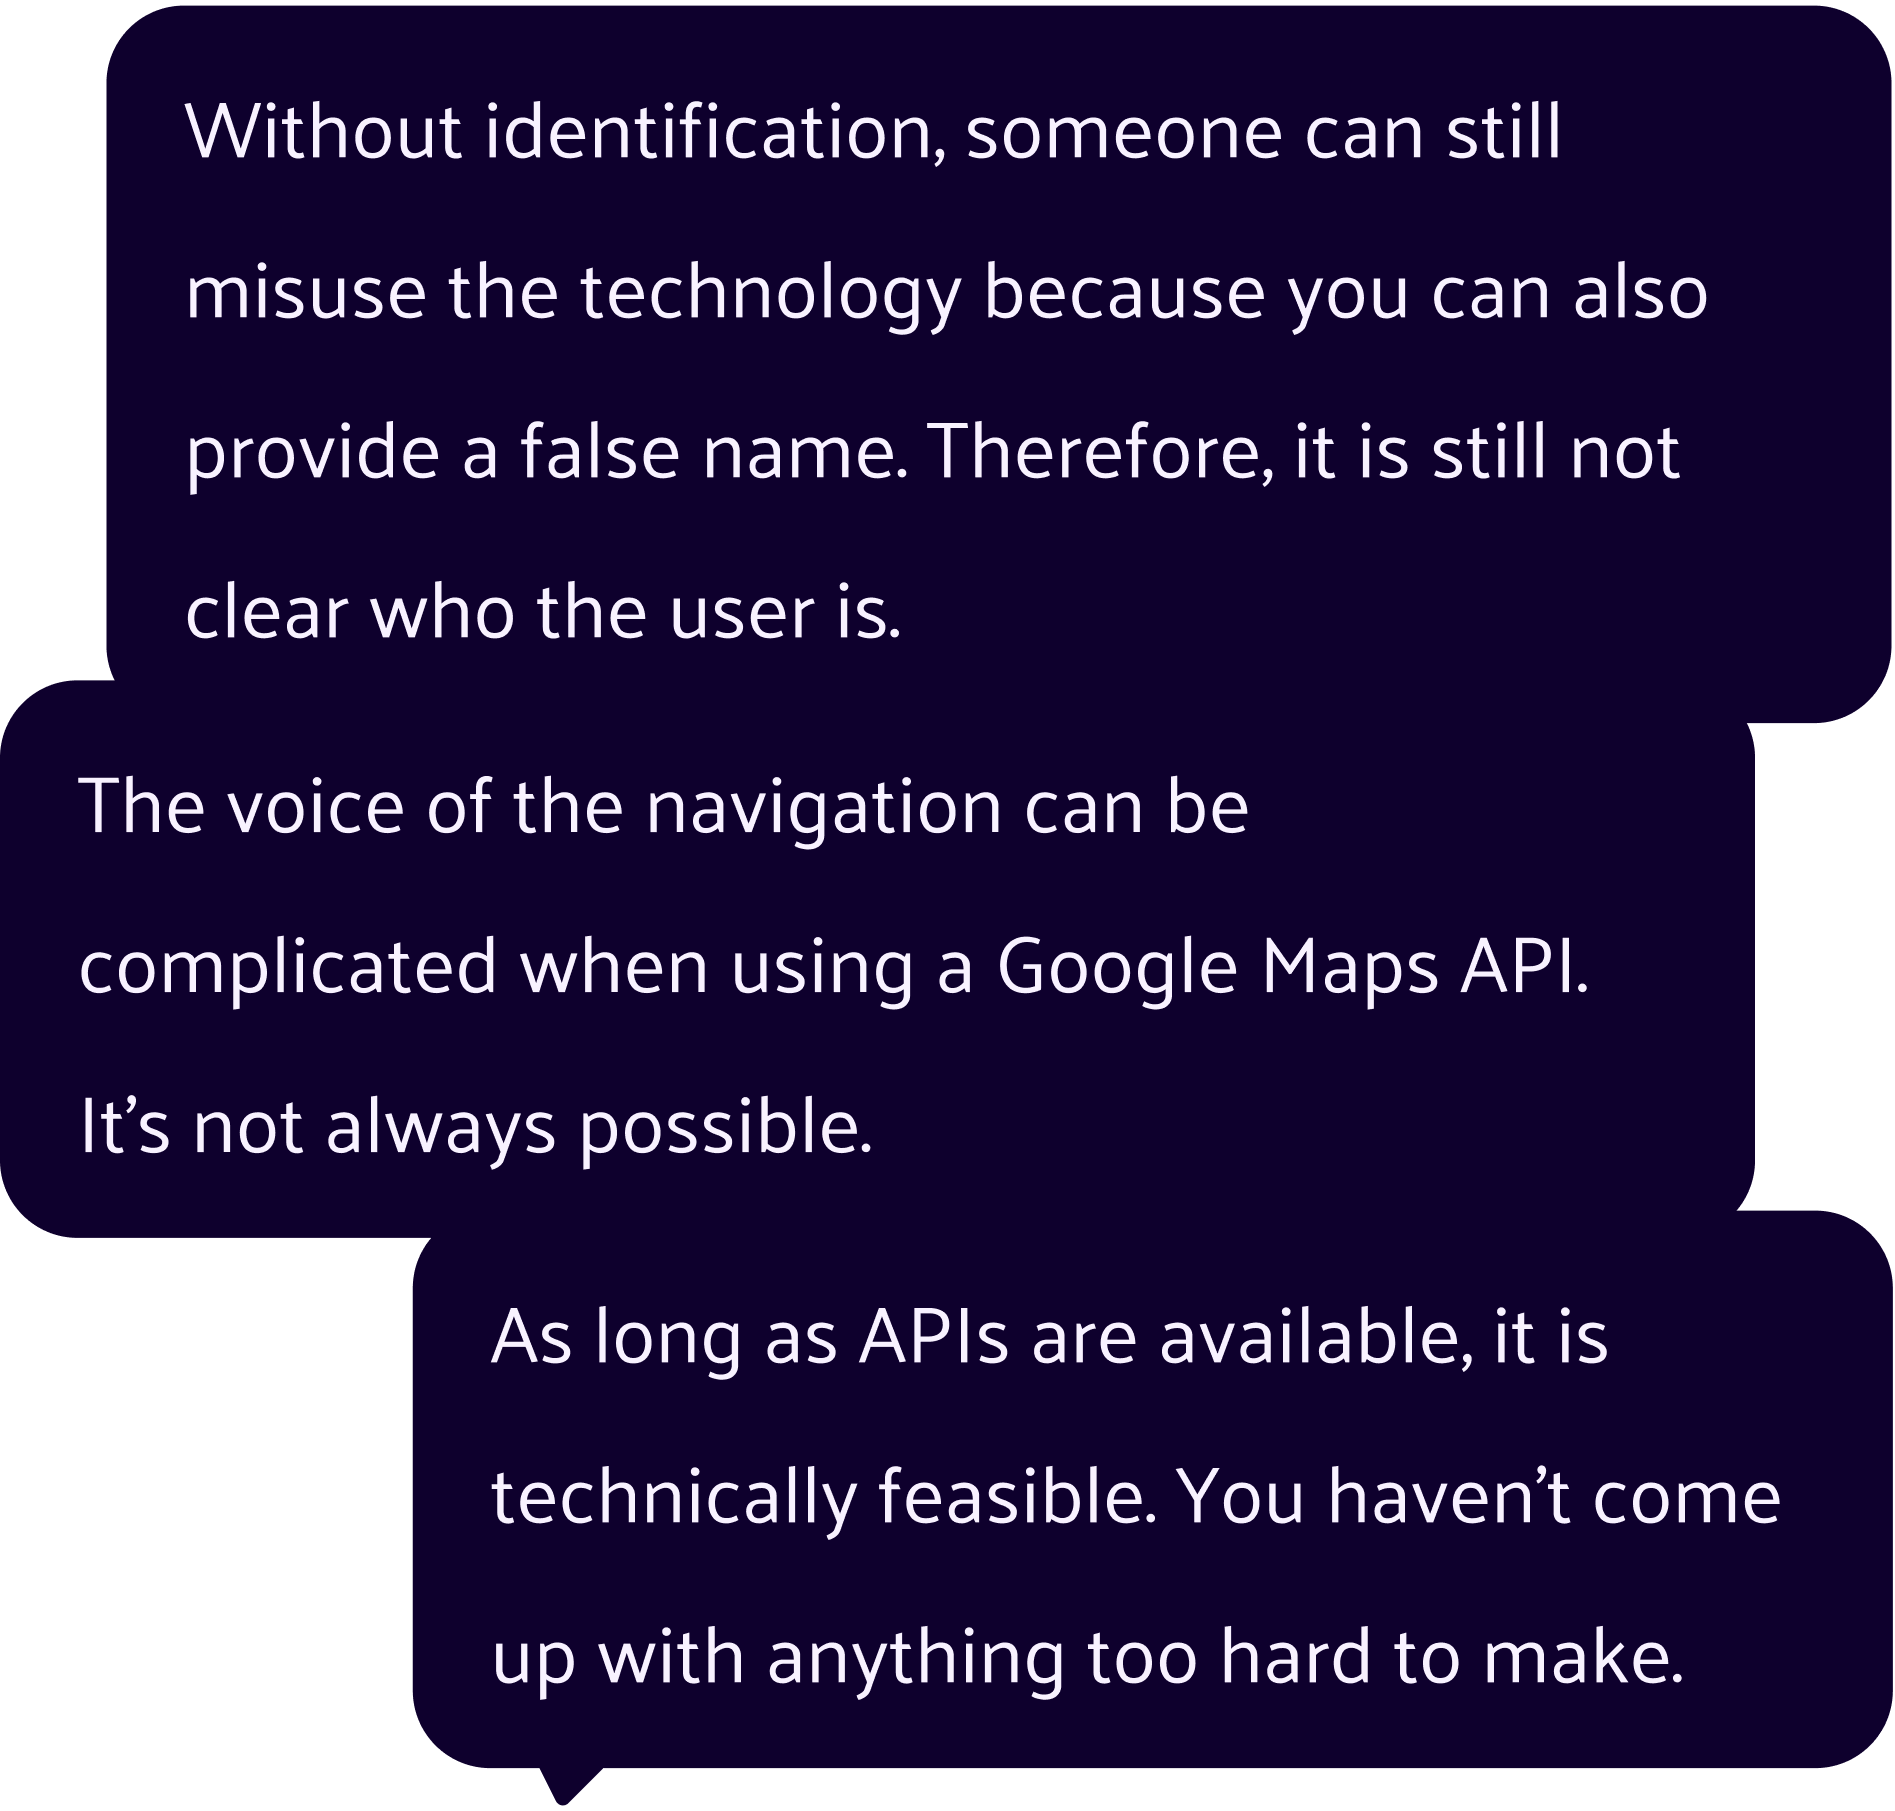 Without identification, someone can still
misuse the technology because you can also
provide a false name. Therefore, it is still not
clear who the user is.
The voice of the navigation can be
complicated when using a Google Maps API.
It’s not always possible.
As long as APIs are available, it is
technically feasible. You haven’t come
up with anything too hard to make.